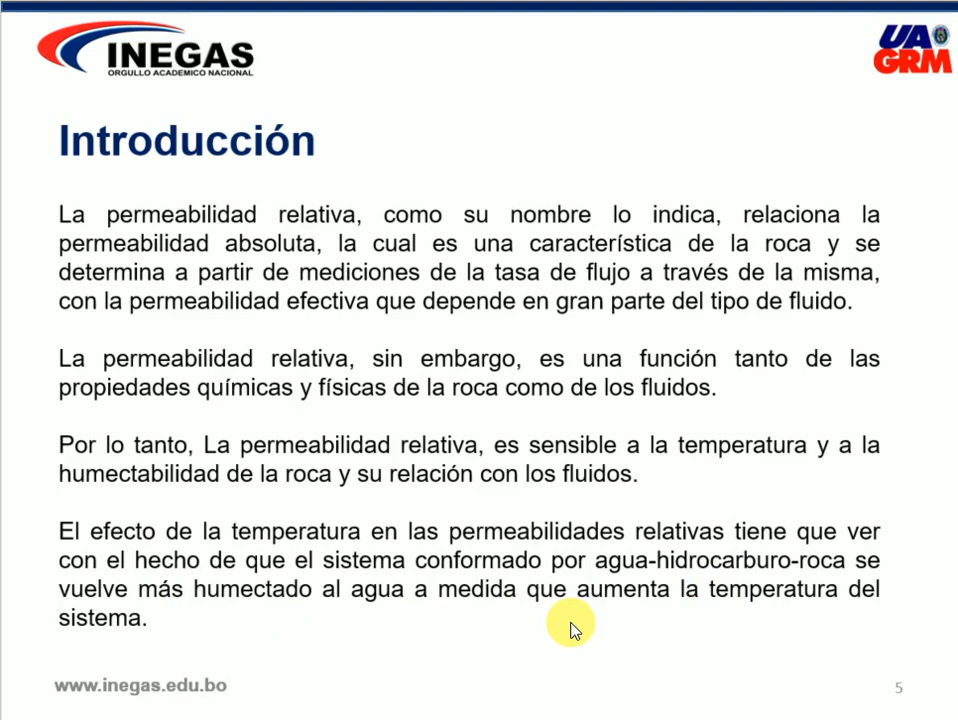 INEGAS
ORGULLO ACADEMICO NACIONAL
UA
GRM
Introducción
La permeabilidad relativa, como su nombre lo indica, relaciona la
permeabilidad absoluta, la cual es una característica de la roca y se
determina a partir de mediciones de la tasa de flujo a través de la misma,
con la permeabilidad efectiva que depende en gran parte del tipo de fluido.
La permeabilidad relativa, sin embargo, es una función tanto de las
propiedades químicas y físicas de la roca como de los fluidos.
Por lo tanto, La permeabilidad relativa, es sensible a la temperatura y a la
humectabilidad de la roca y su relación con los fluidos.
El efecto de la temperatura en las permeabilidades relativas tiene que ver
con el hecho de que el sistema conformado por agua-hidrocarburo-roca se
vuelve más humectado al agua a medida que aumenta la temperatura del
sistema.
www.inegas.edu.bo
5